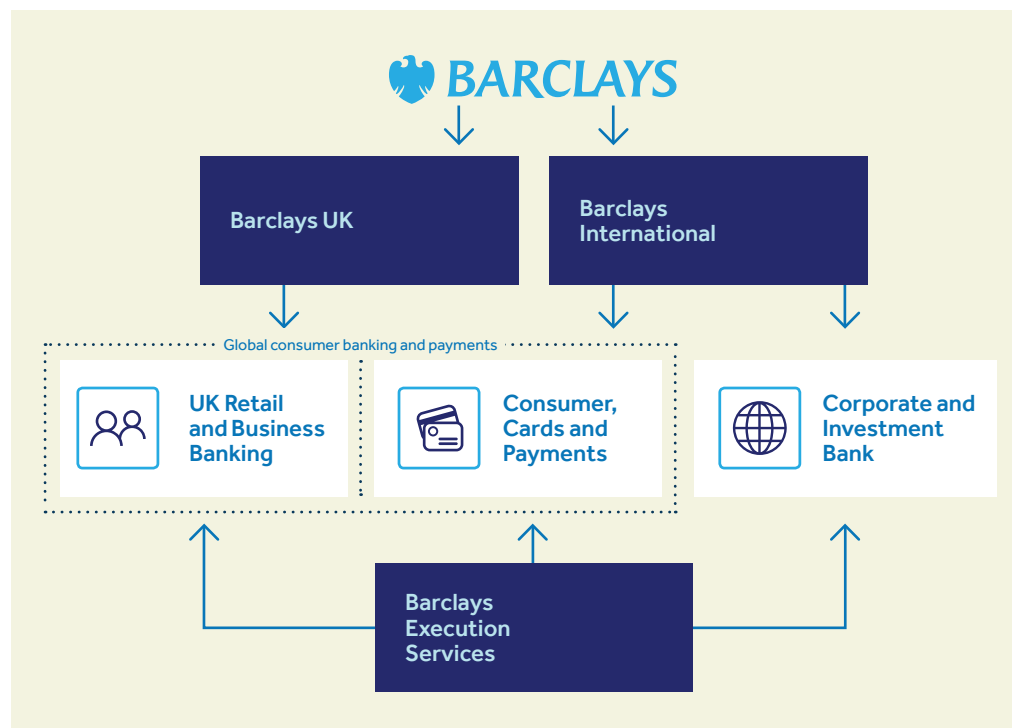 BARCLAYS
Barclays UK
Barclays
International
Global consumer banking and payments
UK Retail
and Business
Banking
Consumer,
Cards and
Payments
Corporate and
Investment
Bank
Barclays
Execution
Services